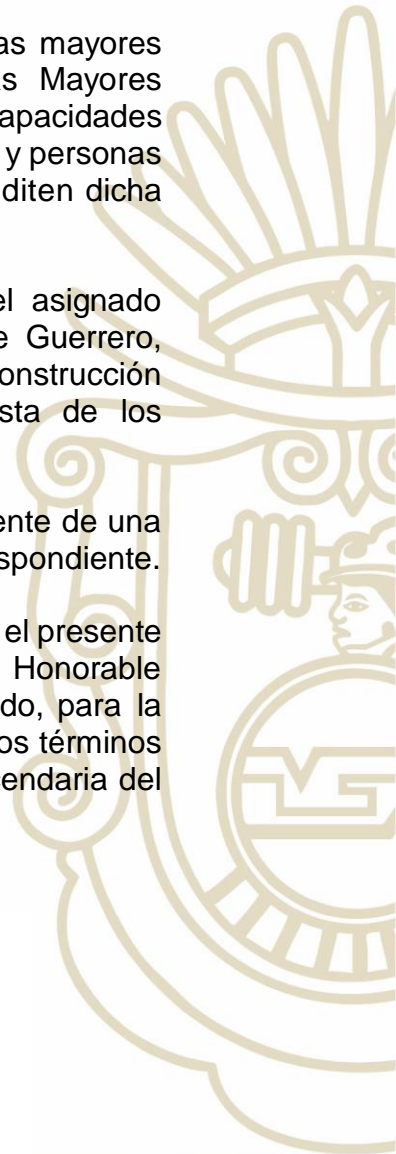 as mayores
s Mayores
apacidades
y personas
diten dicha
el asignado
e Guerrero,
onstrucción
sta de los
ente de una
spondiente.
el presente
Honorable
do, para la
os términos
cendaria del